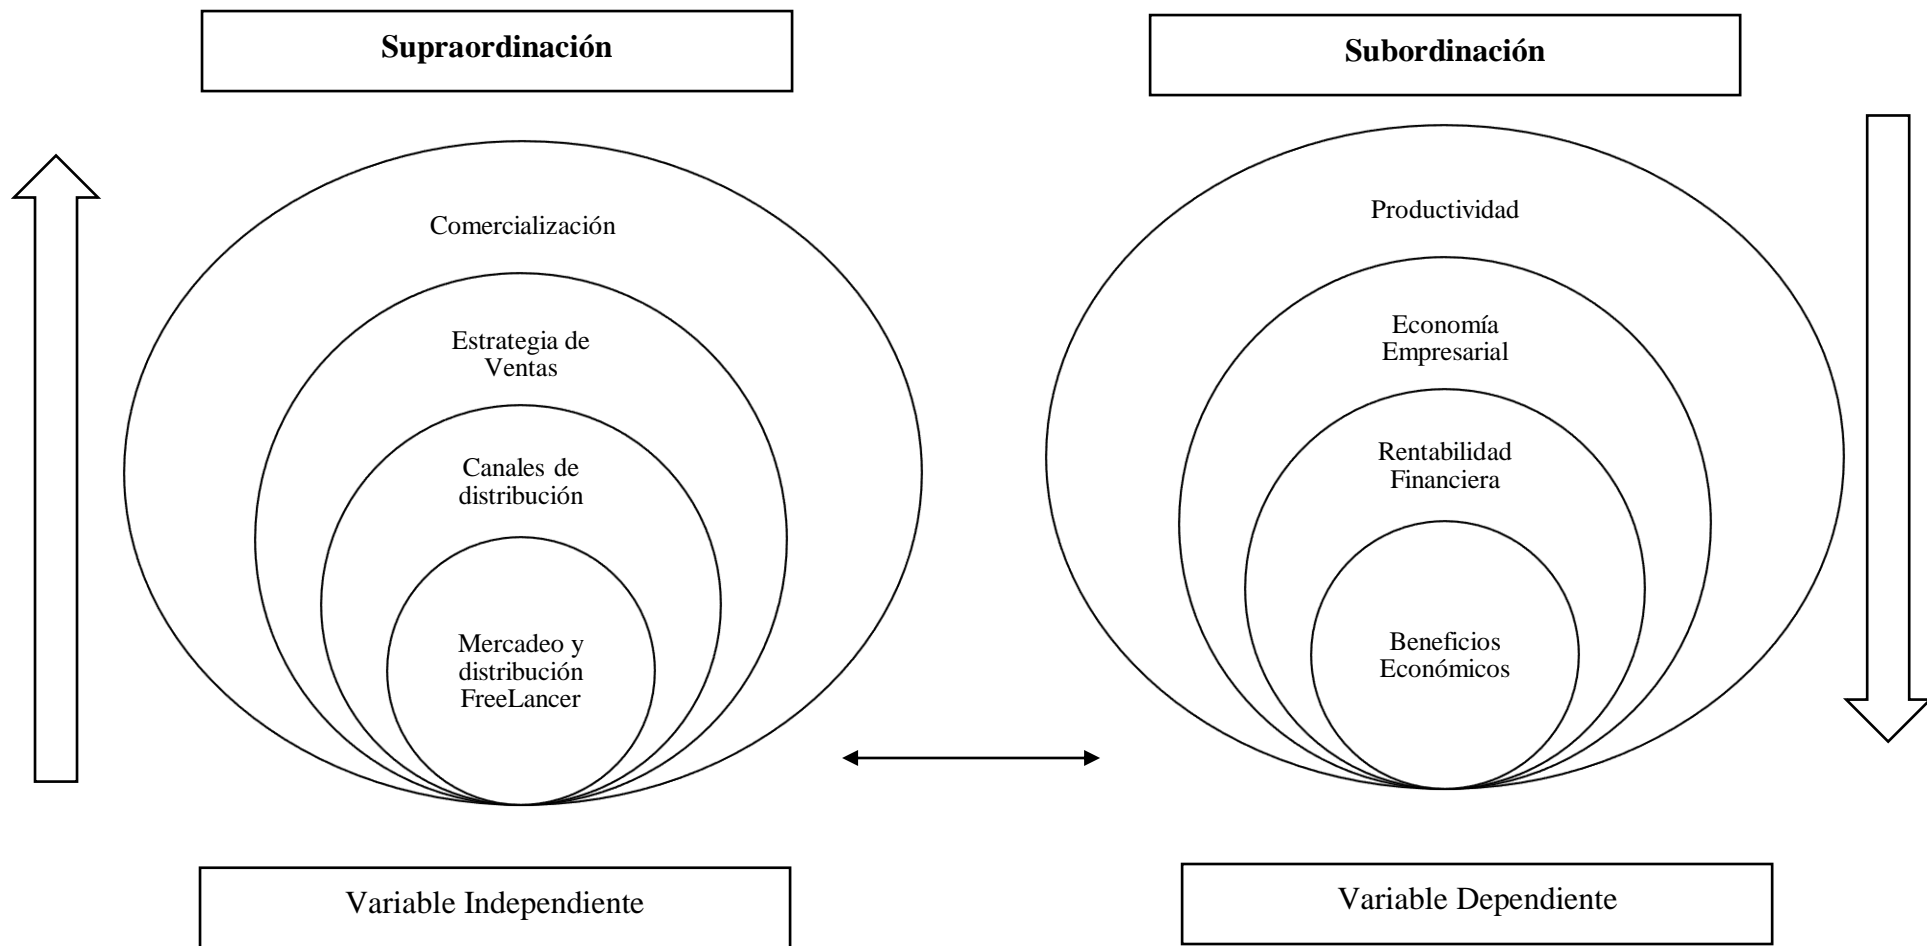 Supraordinación
Comercialización
Estrategia de
Ventas
Canales de
distribución
Mercadeo y
distribución
FreeLancer
Variable Independiente
Subordinación
Productividad
Economía
Empresarial
Rentabilidad
Financiera
Beneficios
Económicos
Variable Dependiente